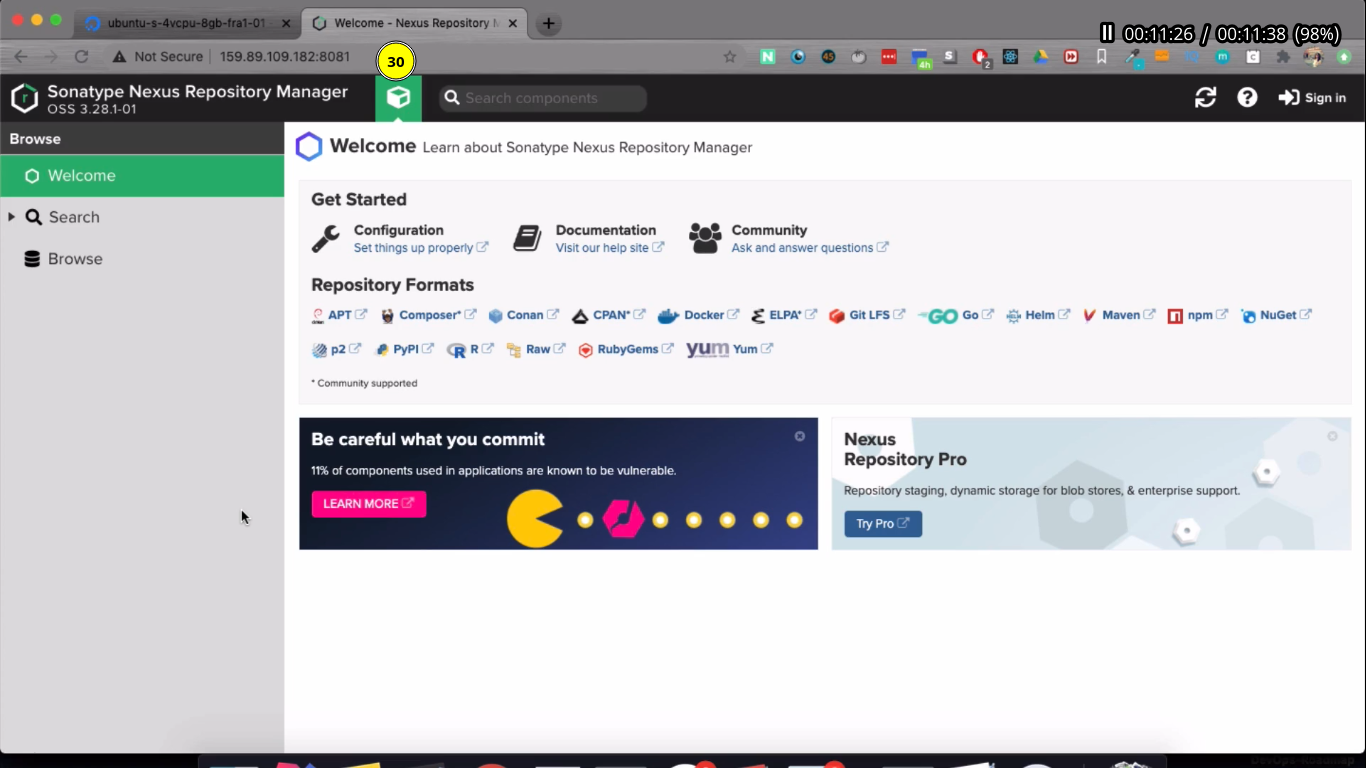 ubuntu-s-4vcpu-8gb-fra1-01
Welcome - Nexus Repository M
00:11:26 / 00:11:38 (98%)
Not Secure 159.89.109.182:8081
30
4h
2
Sonatype Nexus Repository Manager
OSS 3.28.1-01
Search components
Sign in
Browse
Welcome
Search
Browse
Welcome Learn about Sonatype Nexus Repository Manager
Get Started
Configuration
Set things up properly
Documentation
Visit our help site
Community
Ask and answer questions
Repository Formats
APT Composer* Conan CPAN* Docker ELPA* Git LFS GO Go Helm Maven npm NuGet
p2 PyPI R Raw RubyGems yum Yum
* Community supported
Be careful what you commit
11% of components used in applications are known to be vulnerable.
LEARN MORE
Nexus
Repository Pro
Repository staging, dynamic storage for blob stores, & enterprise support.
Try Pro